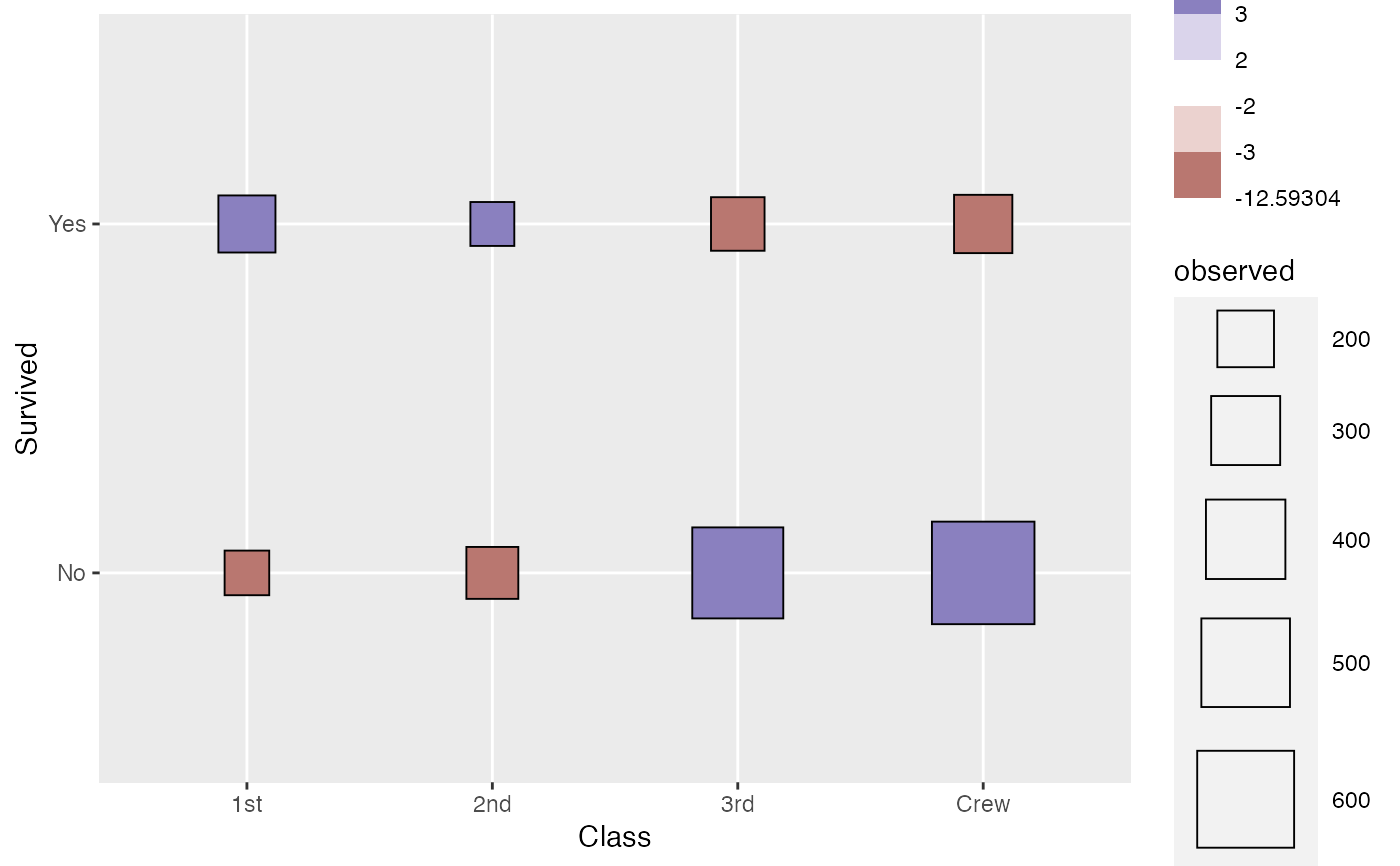 Survived
Yes
No
1st
2nd
3rd
Crew
Class
3
2
-2
-3
-12.59304
observed
200
300
400
500
600